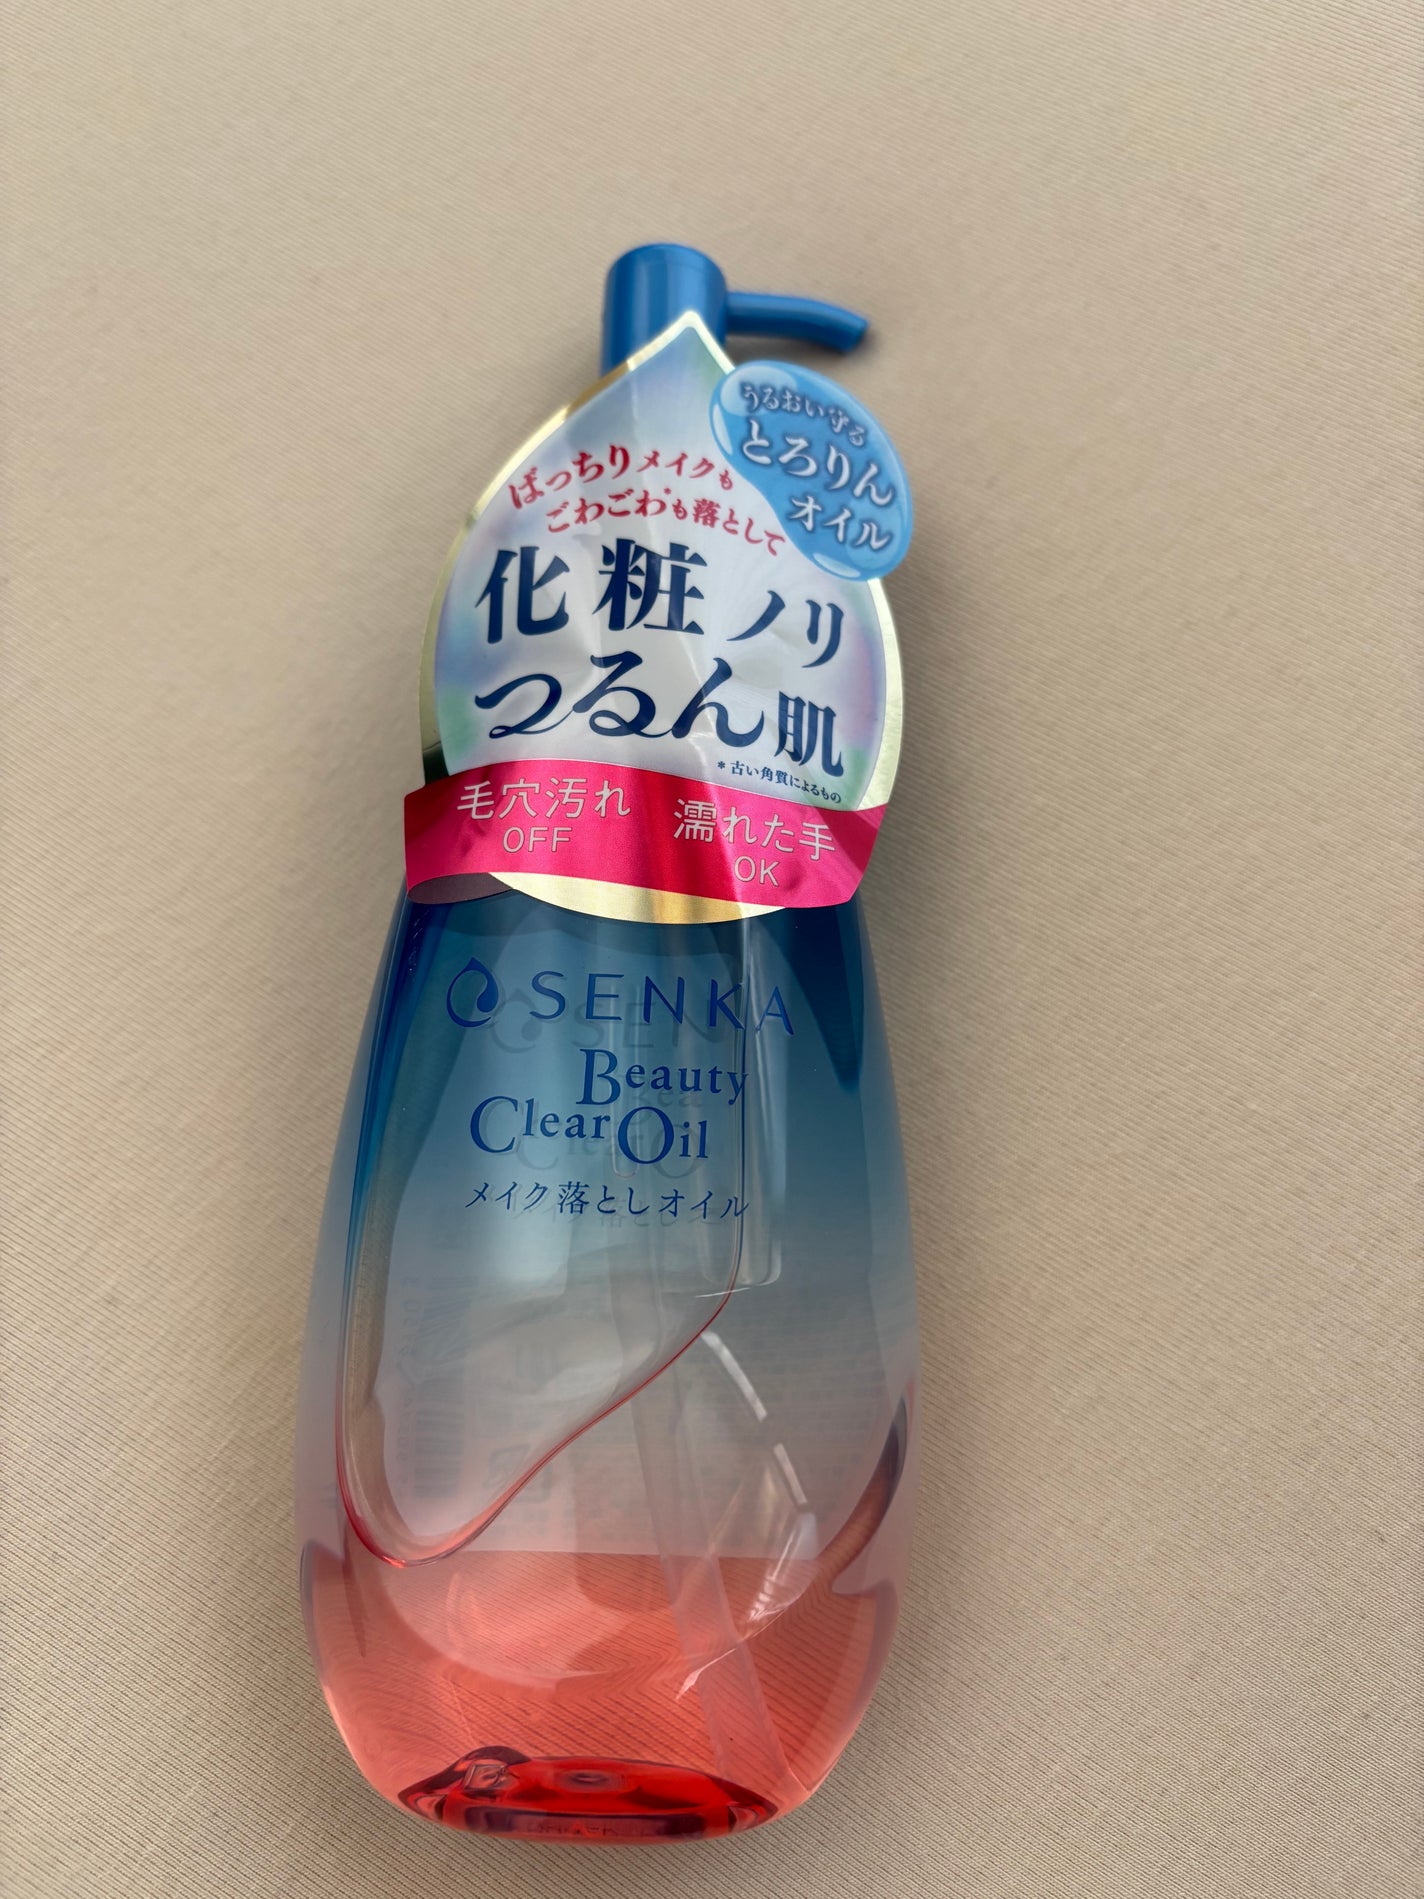 うるおい守る
とろりん
オイル
ばっちりメイクも
ごわごわ*も落として
化粧ノリ
つるん肌
*古い角質によるもの
毛穴汚れ
OFF
濡れた手
OK
SENKA
Beauty
Clear Oil
メイク落としオイル